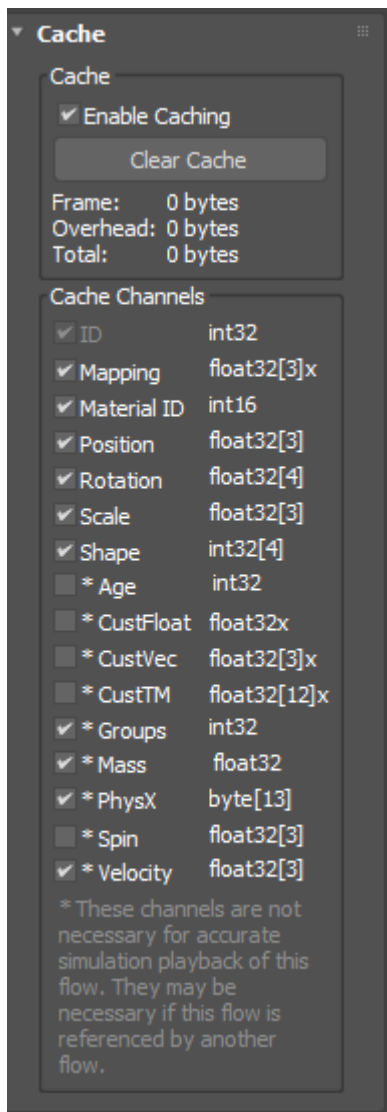 Cache
Cache
Enable Caching
Clear Cache
Frame: 0 bytes
Overhead: 0 bytes
Total: 0 bytes
Cache Channels
ID int32
Mapping float32[3]x
Material ID int16
Position float32[3]
Rotation float32[4]
Scale float32[3]
Shape int32[4]
* Age int32
* CustFloat float32x
* CustVec float32[3]x
* CustTM float32[12]x
* Groups int32
* Mass float32
* PhysX byte[13]
* Spin float32[3]
* Velocity float32[3]
* These channels are not
necessary for accurate
simulation playback of this
flow. They may be
necessary if this flow is
referenced by another
flow.